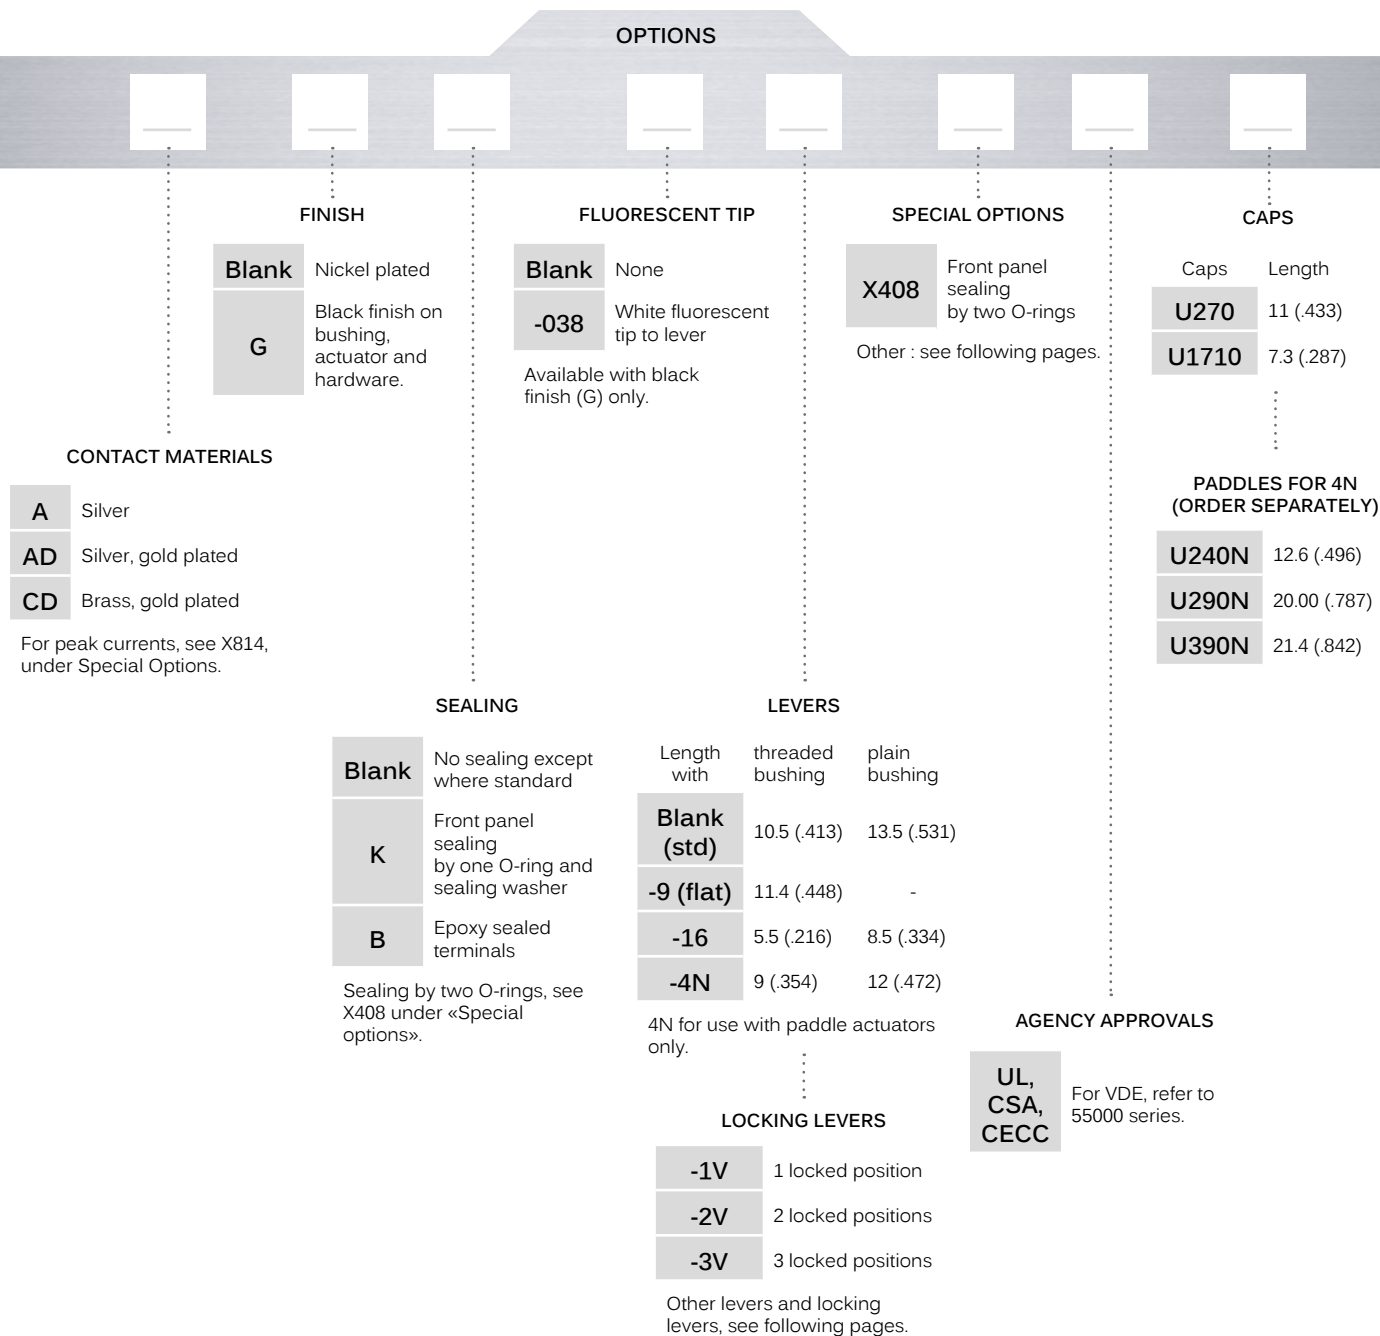 OPTIONS
FINISH
Blank Nickel plated
G
Black finish on
bushing,
actuator and
hardware.
FLUORESCENT TIP
Blank None
-038
White fluorescent
tip to lever
Available with black
finish (G) only.
SPECIAL OPTIONS
X408
Front panel
sealing
by two O-rings
Other : see following pages.
CAPS
Caps Length
U270 11 (.433)
U1710 7.3 (.287)
CONTACT MATERIALS
A Silver
AD Silver, gold plated
CD Brass, gold plated
For peak currents, see X814,
under Special Options.
PADDLES FOR 4N
(ORDER SEPARATELY)
U240N 12.6 (.496)
U290N 20.00 (.787)
U390N 21.4 (.842)
SEALING
Blank
No sealing except
where standard
K
Front panel
sealing
by one O-ring and
sealing washer
B
Epoxy sealed
terminals
Sealing by two O-rings, see
X408 under «Special
options».
LEVERS
Length
with
threaded
bushing
plain
bushing
Blank
(std)
10.5 (.413) 13.5 (.531)
-9 (flat) 11.4 (.448) -
-16 5.5 (.216) 8.5 (.334)
-4N 9 (.354) 12 (.472)
4N for use with paddle actuators
only.
AGENCY APPROVALS
UL,
CSA,
CECC
For VDE, refer to
55000 series.
LOCKING LEVERS
-1V 1 locked position
-2V 2 locked positions
-3V 3 locked positions
Other levers and locking
levers, see following pages.